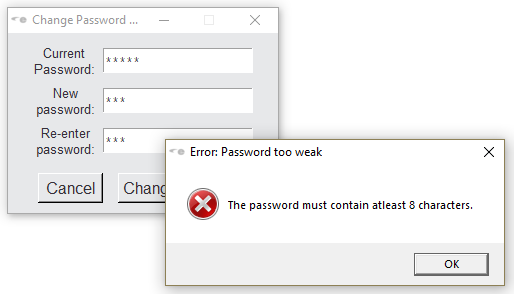 Change Password ...
Current
Password:
*****
New
password:
***
Re-enter
password:
***
Cancel
Chang
Error: Password too weak
The password must contain atleast 8 characters.
OK